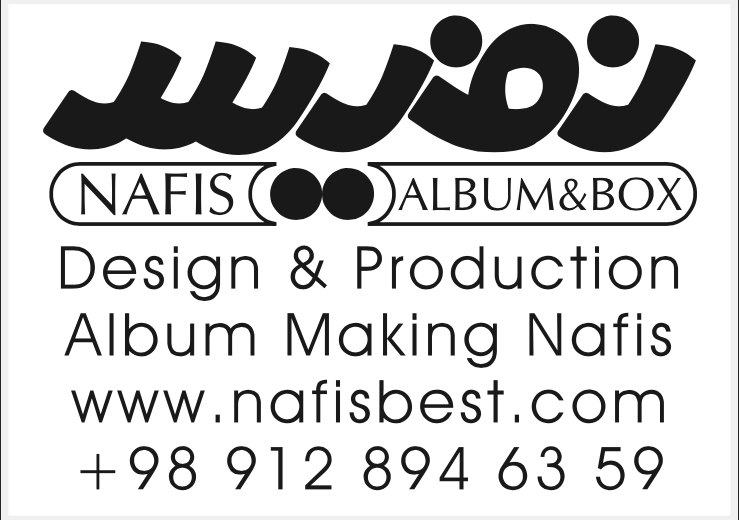 نفیس
NAFIS ALBUM&BOX
Design & Production
Album Making Nafis
www.nafisbest.com
+98 912 894 63 59